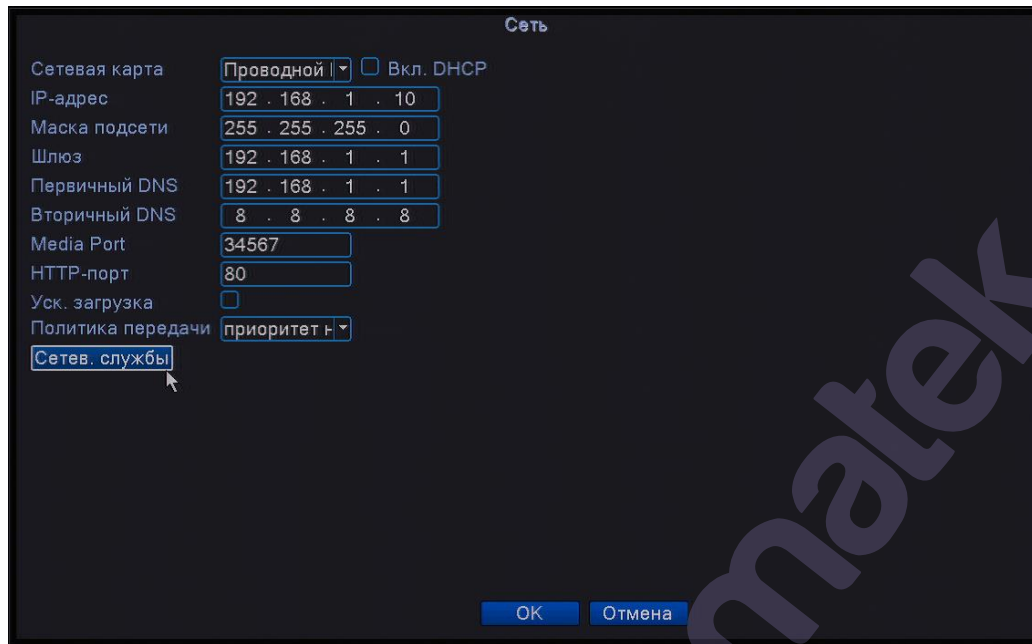 Сеть
Сетевая карта Проводной Вкл. DHCP
IP-адрес 192 . 168 . 1 . 10
Маска подсети 255 . 255 . 255 . 0
Шлюз 192 . 168 . 1 . 1
Первичный DNS 192 . 168 . 1 . 1
Вторичный DNS 8 . 8 . 8 . 8
Media Port 34567
HTTP-порт 80
Уск. загрузка
Политика передачи приоритет
Сетев. службы
OK Отмена
matek